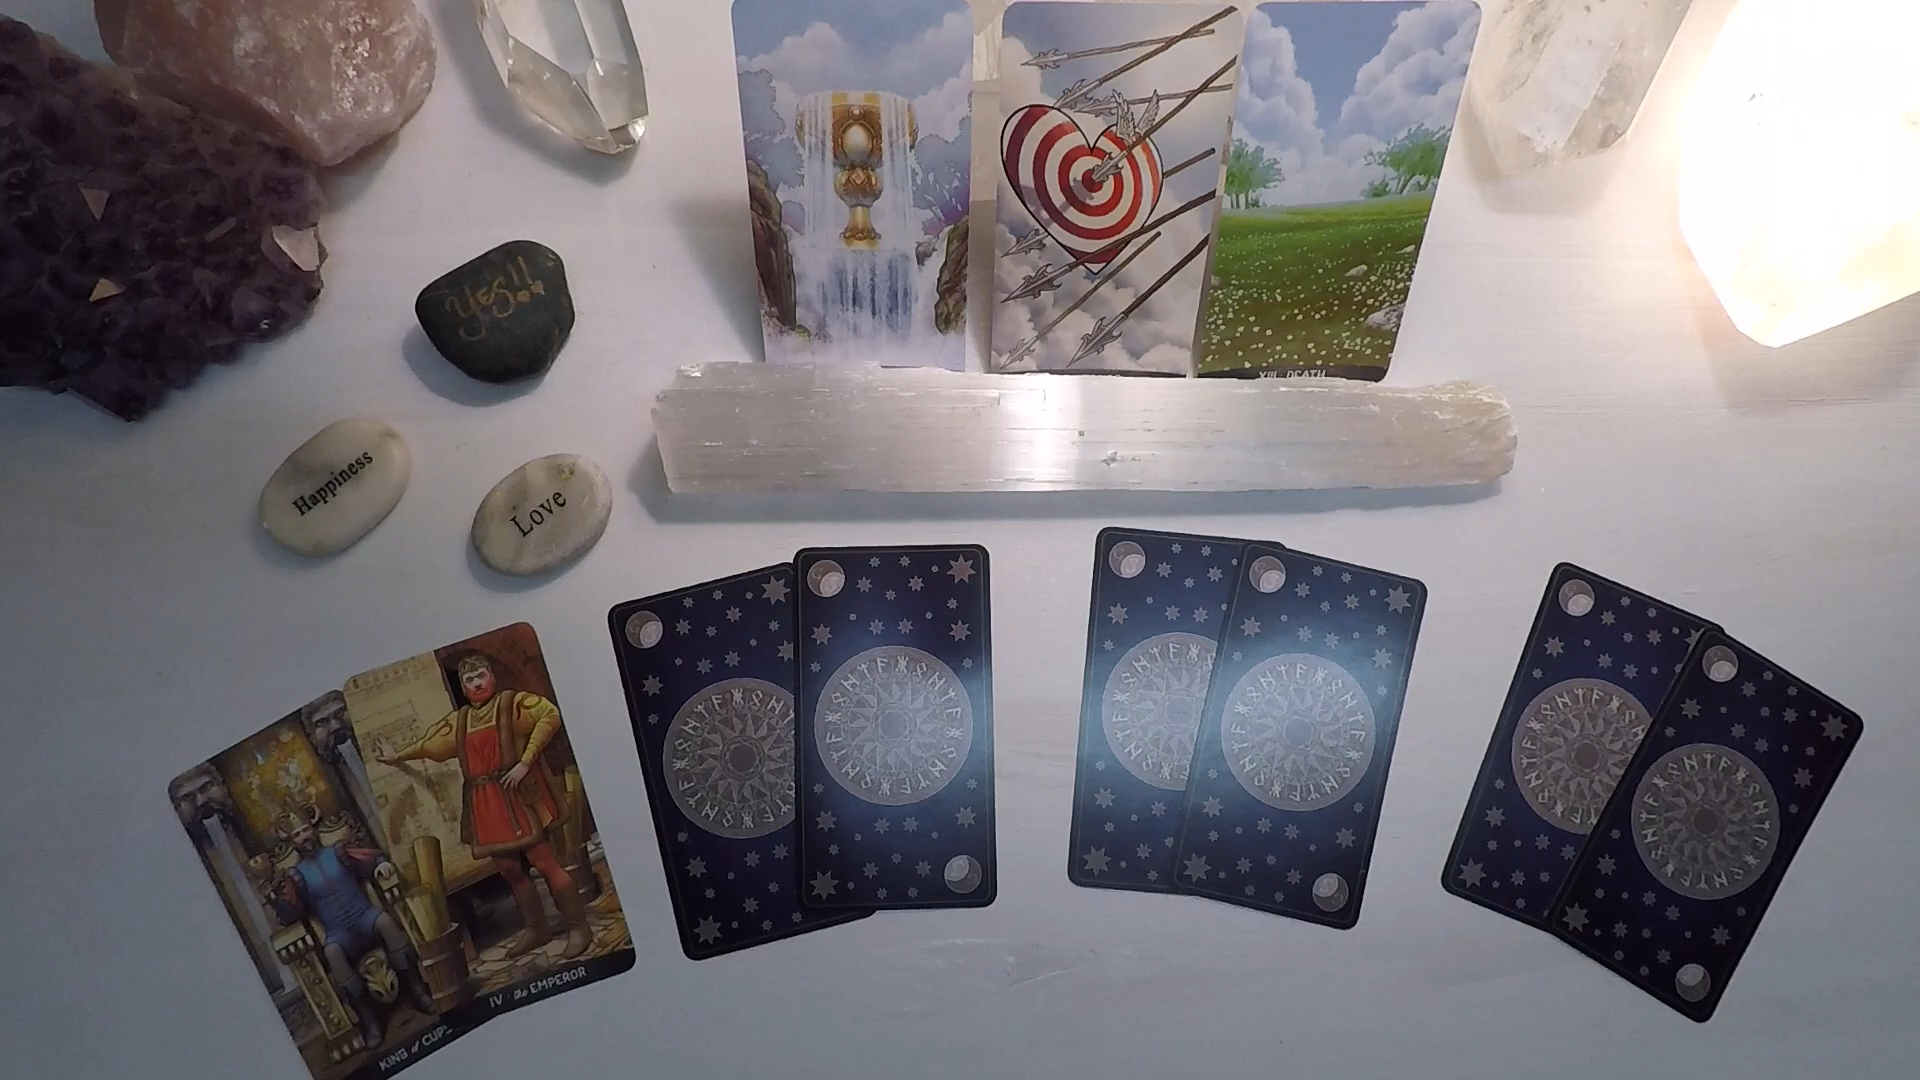 XIII · DEATH
Yes!!
Happiness
Love
IV · The EMPEROR
KING of CUPS